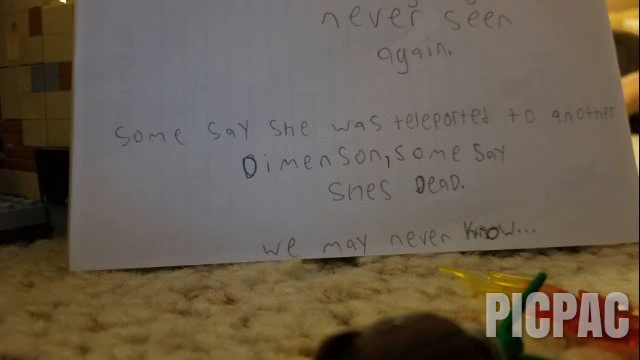 never seen
again.
some say she was teleported to another
Dimenson, some say
shes Dead.
we may never know...
PICPAC